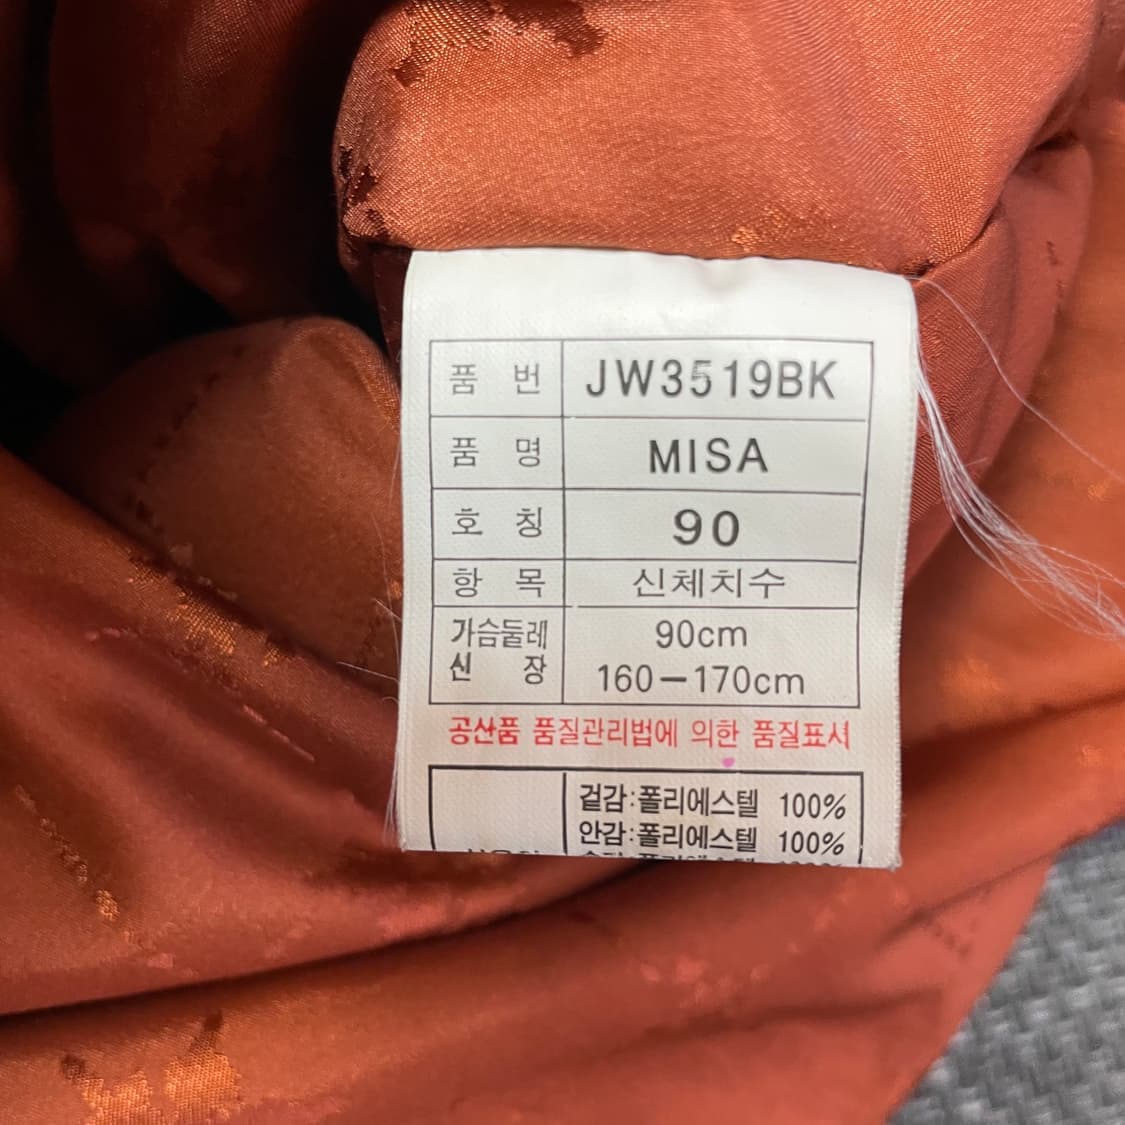 품 번 JW3519BK
품 명 MISA
호 칭 90
항 목 신체치수
가슴둘레 90cm
신 장 160-170cm
공산품 품질관리법에 의한 품질표시
겉감:폴리에스텔 100%
안감:폴리에스텔 100%